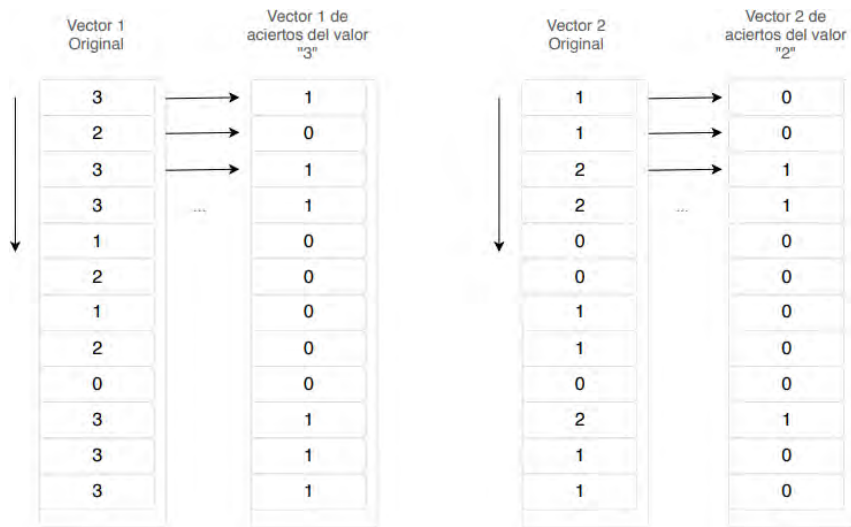 Vector 1
Original
Vector 1 de
aciertos del valor
"3"
Vector 2
Original
Vector 2 de
aciertos del valor
"2"
3 1 1 0
2 0 1 0
3 1 2 1
3 ... 1 2 ... 1
1 0 0 0
2 0 0 0
1 0 1 0
2 0 1 0
0 0 0 0
3 1 2 1
3 1 1 0
3 1 1 0